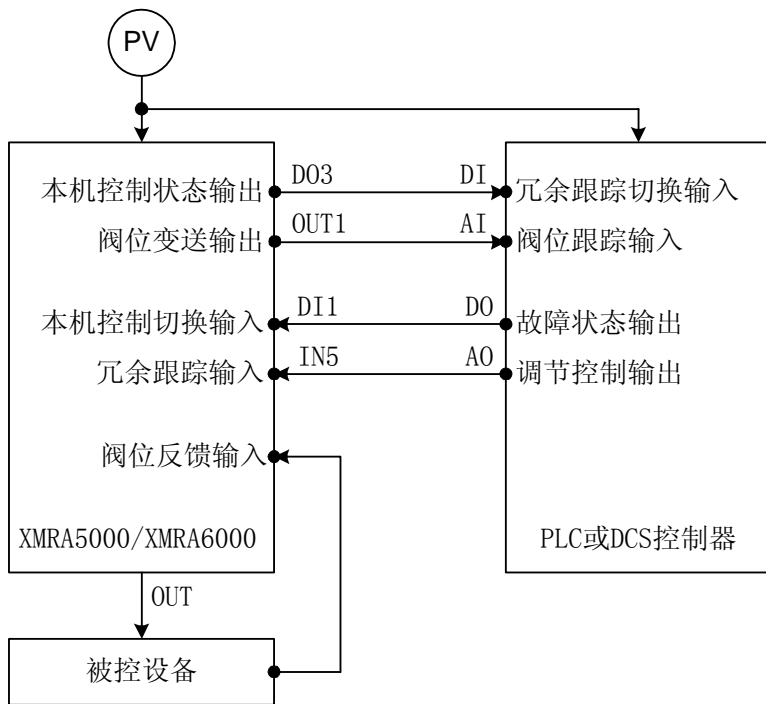 PV
本机控制状态输出 DO3 DI 冗余跟踪切换输入
阀位变送输出 OUT1 AI 阀位跟踪输入
本机控制切换输入 DI1 DO 故障状态输出
冗余跟踪输入 IN5 AO 调节控制输出
阀位反馈输入
XMRA5000/XMRA6000 PLC或DCS控制器
OUT
被控设备